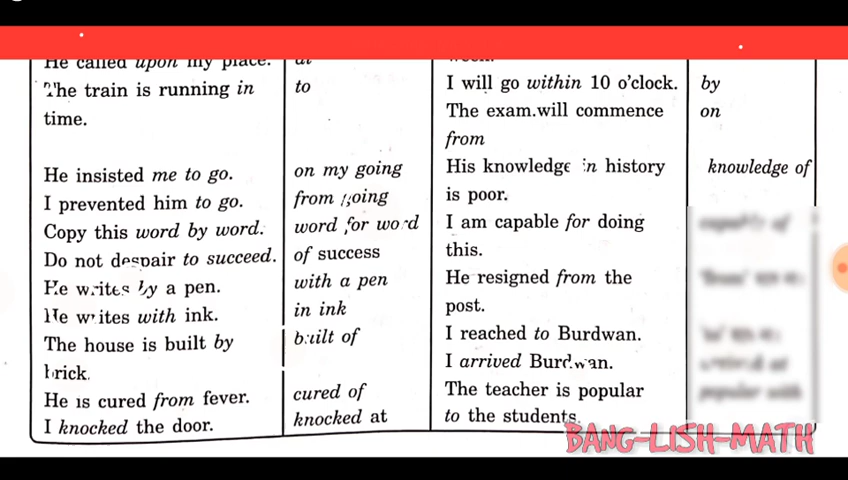 He called upon my place. at
The train is running in to
time.
He insisted me to go. on my going
I prevented him to go. from going
Copy this word by word. word for word
Do not despair to succeed. of success
He writes by a pen. with a pen
He writes with ink. in ink
The house is built by built of
brick.
He is cured from fever. cured of
I knocked the door. knocked at
week.
I will go within 10 o'clock. by
The exam.will commence on
from
His knowledge in history knowledge of
is poor.
I am capable for doing
this.
He resigned from the
post.
I reached to Burdwan.
I arrived Burdwan.
The teacher is popular
to the students.
BANG-LISH-MATH